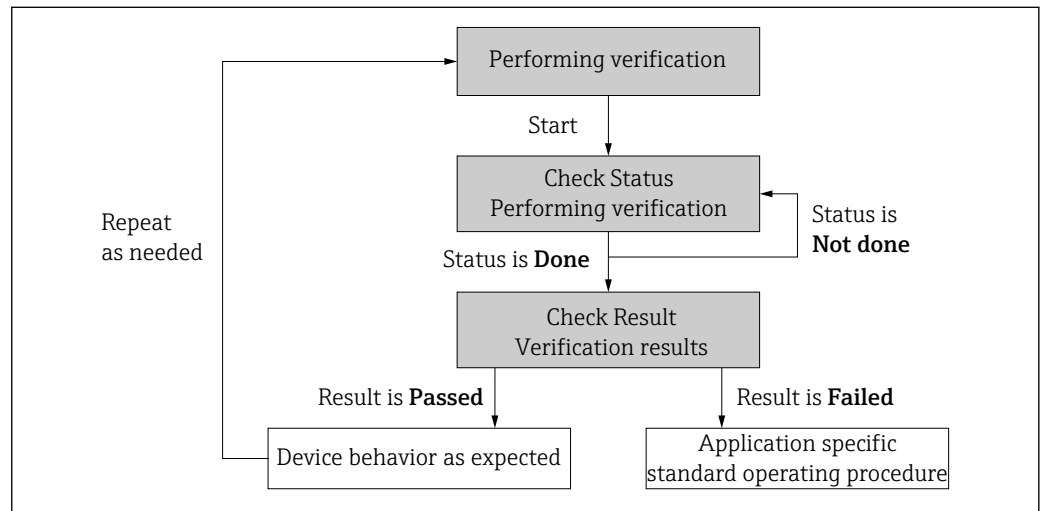 Performing verification
Start
Check Status
Performing verification
Repeat
as needed
Status is
Not done
Status is Done
Check Result
Verification results
Result is Passed
Result is Failed
Device behavior as expected
Application specific
standard operating procedure